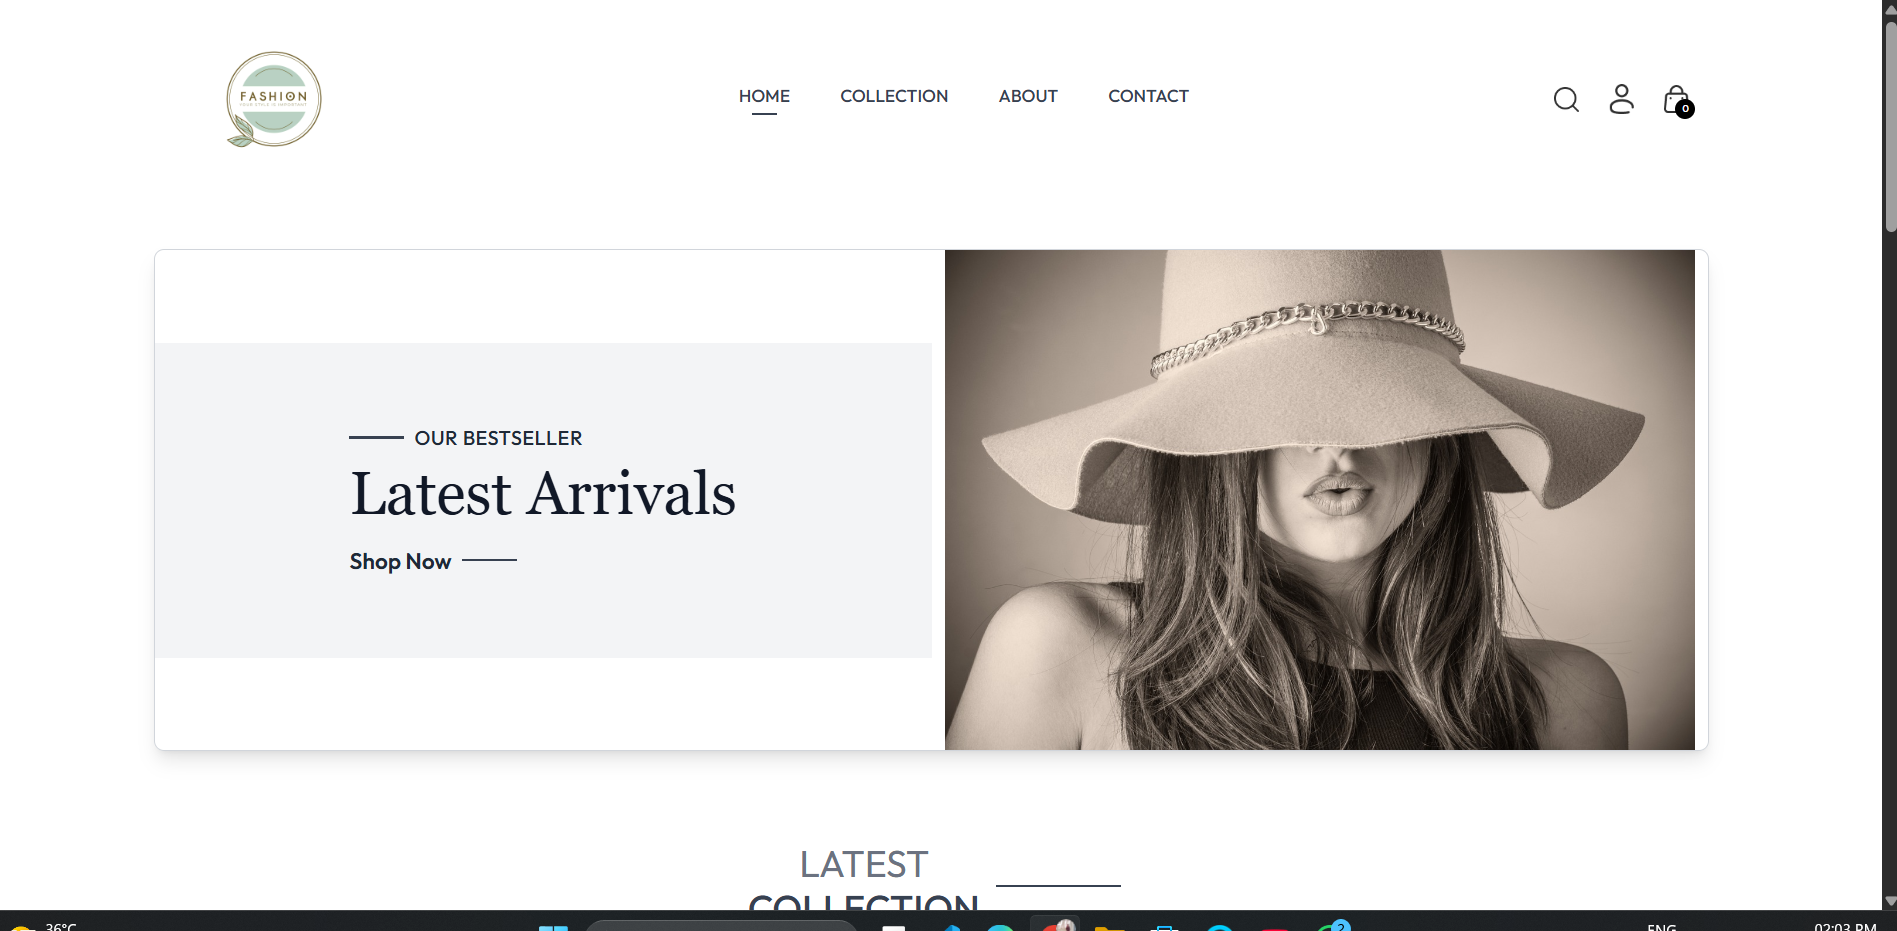 FASHION
YOUR STYLE IS IMPORTANT
HOME
COLLECTION
ABOUT
CONTACT
0
OUR BESTSELLER
Latest Arrivals
Shop Now
LATEST
COLLECTION
36°C
2
ENG
02:03 PM